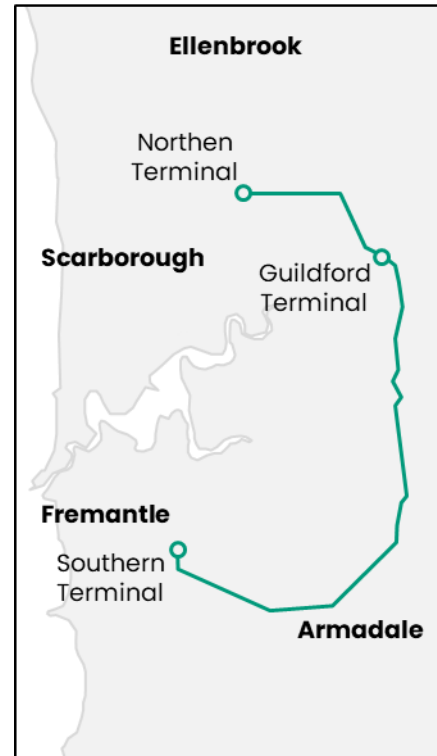 Ellenbrook
Northen
Terminal
Scarborough
Guildford
Terminal
Fremantle
Southern
Terminal
Armadale